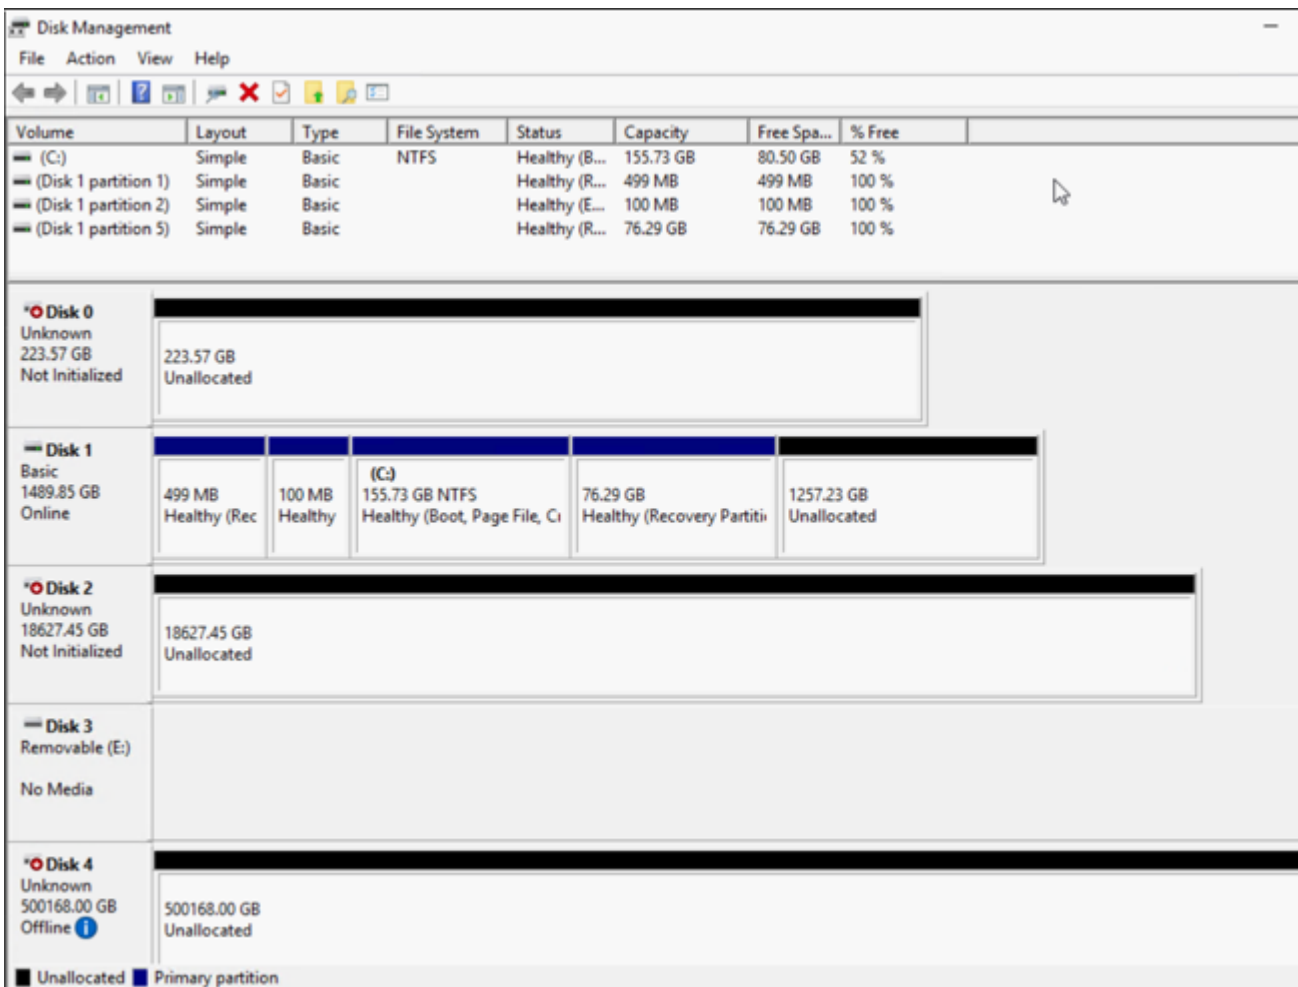 Disk Management
File Action View Help
Volume Layout Type File System Status Capacity Free Spa... % Free
(C:) Simple Basic NTFS Healthy (B... 155.73 GB 80.50 GB 52 %
(Disk 1 partition 1) Simple Basic Healthy (R... 499 MB 499 MB 100 %
(Disk 1 partition 2) Simple Basic Healthy (E... 100 MB 100 MB 100 %
(Disk 1 partition 5) Simple Basic Healthy (R... 76.29 GB 76.29 GB 100 %
Disk 0
Unknown
223.57 GB
Not Initialized
223.57 GB
Unallocated
Disk 1
Basic
1489.85 GB
Online
499 MB
Healthy (Rec
100 MB
Healthy
(C:)
155.73 GB NTFS
Healthy (Boot, Page File, Cr
76.29 GB
Healthy (Recovery Partiti
1257.23 GB
Unallocated
Disk 2
Unknown
18627.45 GB
Not Initialized
18627.45 GB
Unallocated
Disk 3
Removable (E:)
No Media
Disk 4
Unknown
500168.00 GB
Offline
500168.00 GB
Unallocated
Unallocated Primary partition